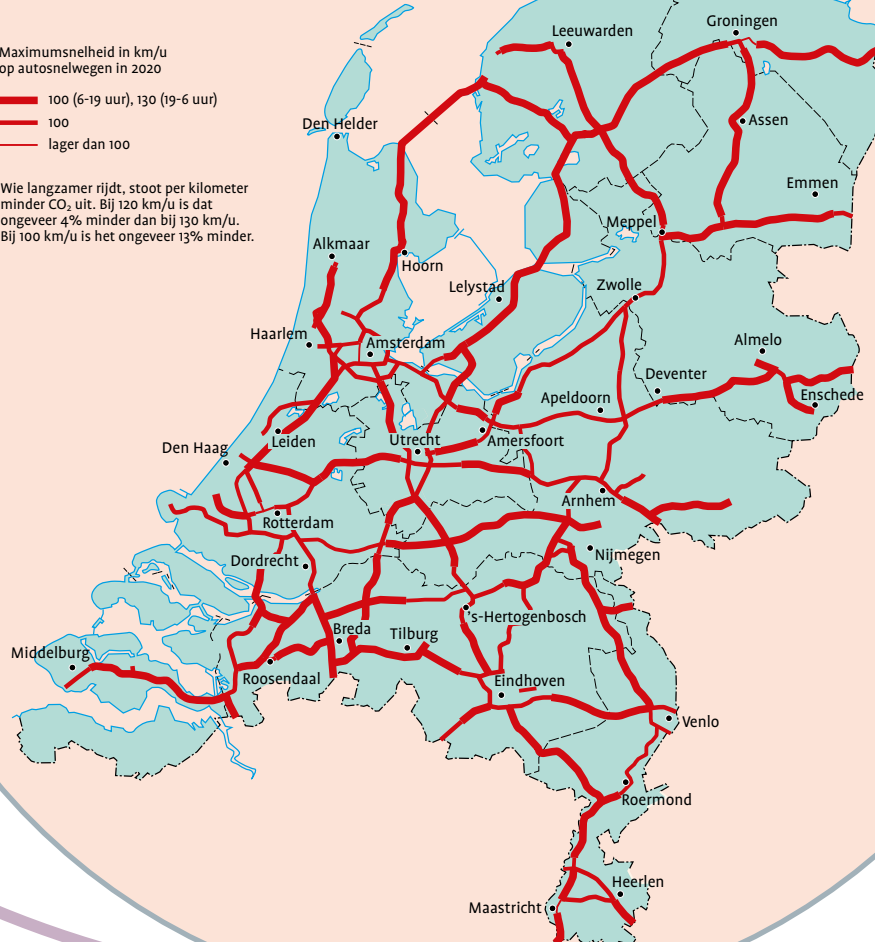 Maximumsnelheid in km/u
op autosnelwegen in 2020
100 (6-19 uur), 130 (19-6 uur)
100
lager dan 100
Wie langzamer rijdt, stoot per kilometer
minder CO₂ uit. Bij 120 km/u is dat
ongeveer 4% minder dan bij 130 km/u.
Bij 100 km/u is het ongeveer 13% minder.
Groningen
Leeuwarden
Assen
Den Helder
Emmen
Meppel
Alkmaar
Hoorn
Lelystad
Zwolle
Haarlem
Amsterdam
Almelo
Deventer
Apeldoorn
Enschede
Leiden
Utrecht
Amersfoort
Den Haag
Arnhem
Rotterdam
Nijmegen
Dordrecht
's-Hertogenbosch
Breda
Tilburg
Middelburg
Roosendaal
Eindhoven
Venlo
Roermond
Heerlen
Maastricht